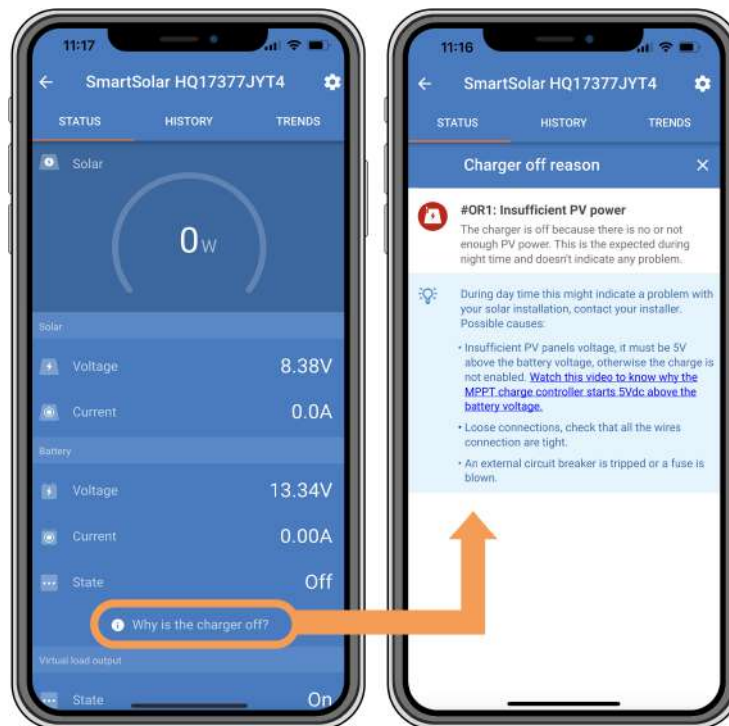 11:17
SmartSolar HQ17377JYT4
STATUS HISTORY TRENDS
Solar
0W
Solar
Voltage 8.38V
Current 0.0A
Battery
Voltage 13.34V
Current 0.00A
State Off
Why is the charger off?
Virtual load output
State On
11:16
SmartSolar HQ17377JYT4
STATUS HISTORY TRENDS
Charger off reason
#OR1: Insufficient PV power
The charger is off because there is no or not
enough PV power. This is the expected during
night time and doesn't indicate any problem.
During day time this might indicate a problem with
your solar installation, contact your installer.
Possible causes:
• Insufficient PV panels voltage, it must be 5V
above the battery voltage, otherwise the charge is
not enabled. Watch this video to know why the
MPPT charge controller starts 5Vdc above the
battery voltage.
• Loose connections, check that all the wires
connection are tight.
• An external circuit breaker is tripped or a fuse is
blown.